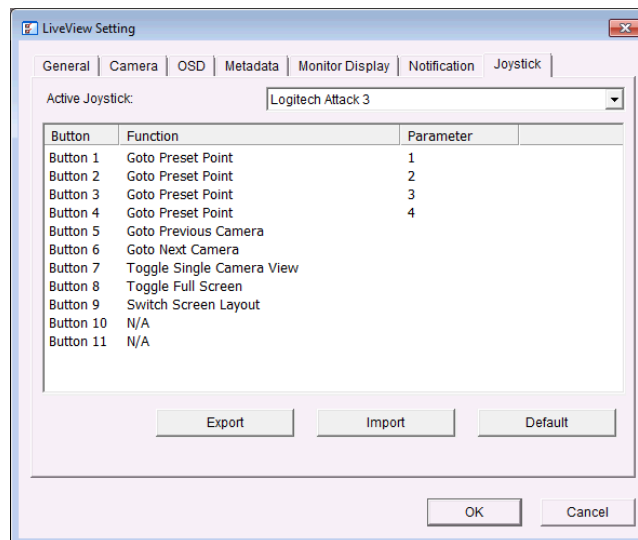 LiveView Setting
General Camera OSD Metadata Monitor Display Notification Joystick
Active Joystick: Logitech Attack 3
Button Function Parameter
Button 1 Goto Preset Point 1
Button 2 Goto Preset Point 2
Button 3 Goto Preset Point 3
Button 4 Goto Preset Point 4
Button 5 Goto Previous Camera
Button 6 Goto Next Camera
Button 7 Toggle Single Camera View
Button 8 Toggle Full Screen
Button 9 Switch Screen Layout
Button 10 N/A
Button 11 N/A
Export Import Default
OK Cancel